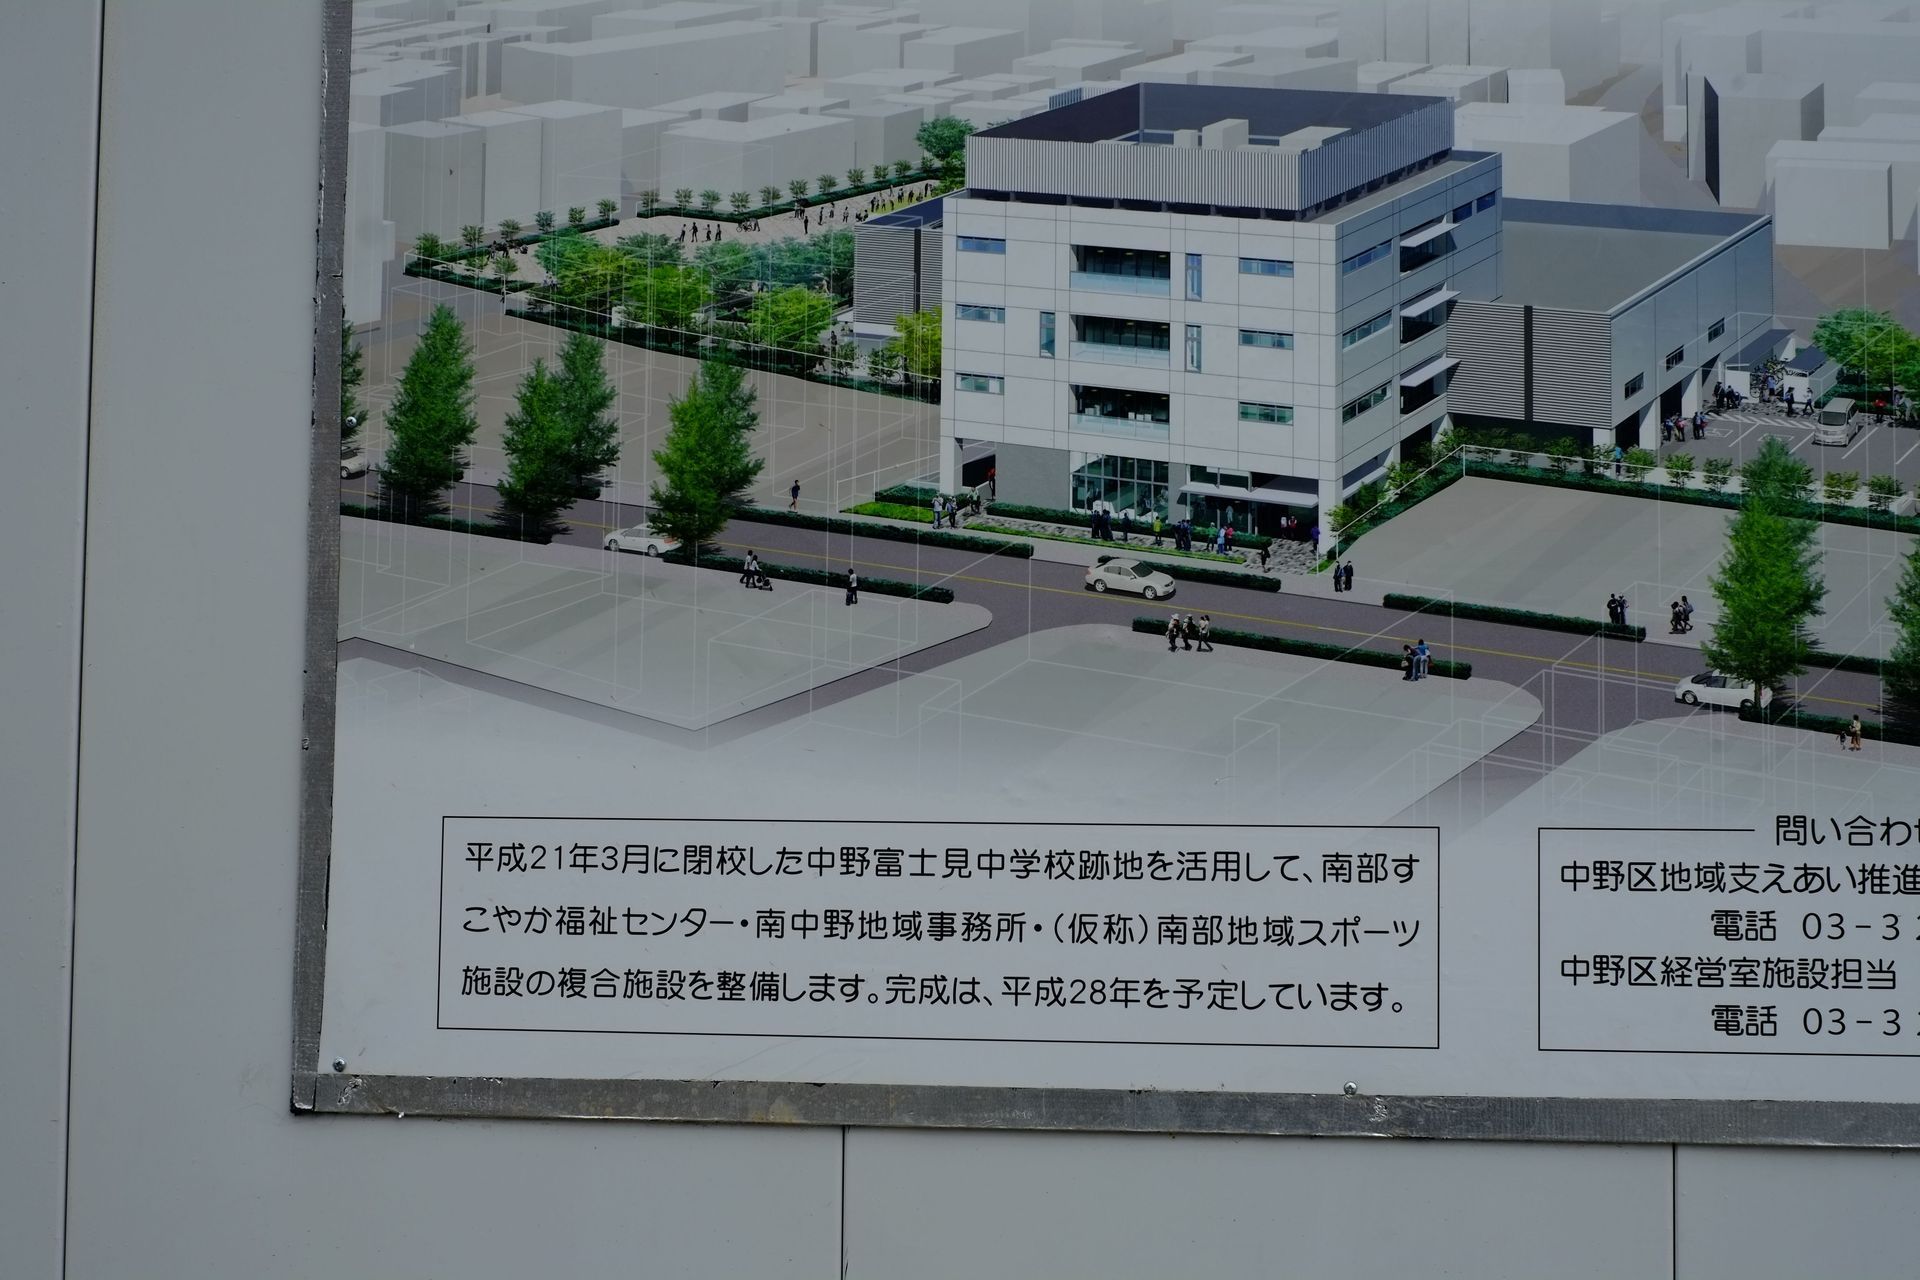 平成21年3月に閉校した中野富士見中学校跡地を活用して、南部す
こやか福祉センター・南中野地域事務所・(仮称)南部地域スポーツ
施設の複合施設を整備します。完成は、平成28年を予定しています。
問い合わせ
中野区地域支えあい推進
電話 03-3
中野区経営室施設担当
電話 03-3